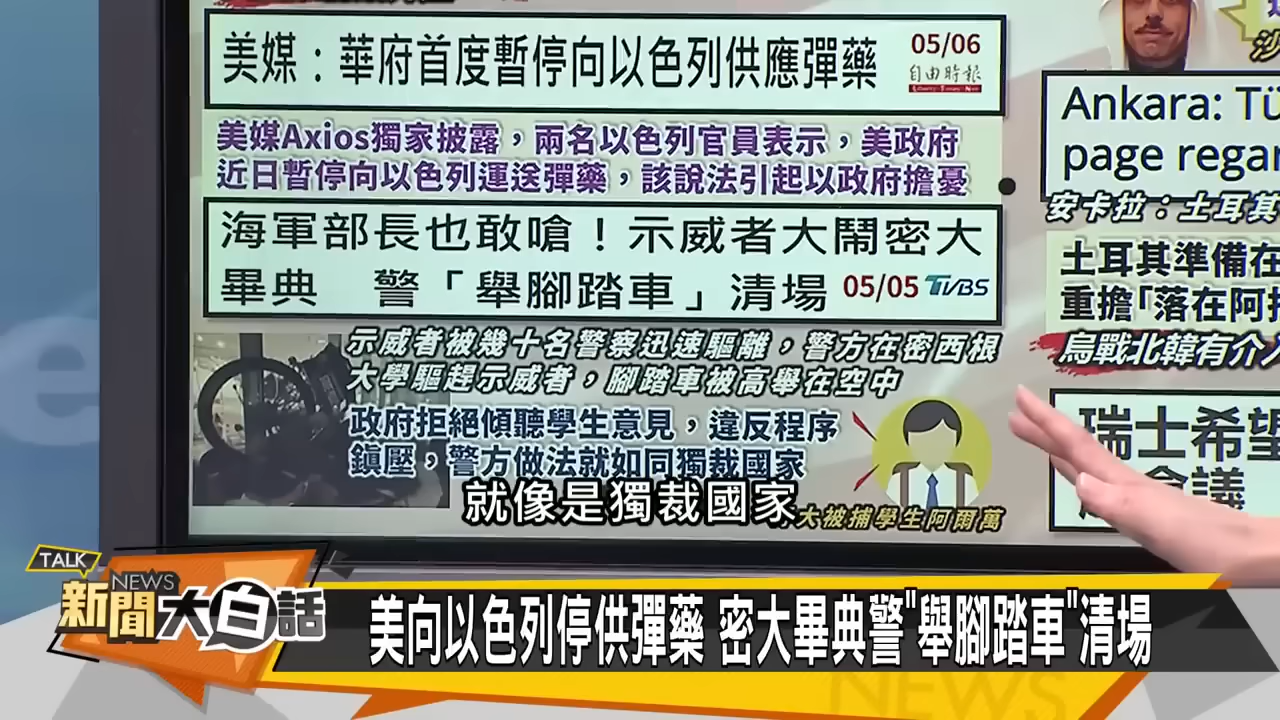 美媒：華府首度暫停向以色列供應彈藥
05/06
自由時報
美媒Axios獨家披露，兩名以色列官員表示，美政府
近日暫停向以色列運送彈藥，該說法引起以政府擔憂
海軍部長也敢嗆！示威者大鬧密大
畢典 警「舉腳踏車」清場 05/05 TVBS
示威者被幾十名警察迅速驅離，警方在密西根
大學驅趕示威者，腳踏車被高舉在空中
政府拒絕傾聽學生意見，違反程序
鎮壓，警方做法就如同獨裁國家
大被捕學生阿爾萬
就像是獨裁國家
沙
Ankara: Tü
page regar
安卡拉：土耳其
土耳其準備在
重擔「落在阿拉
烏戰北韓有介入
瑞士希望
會議
TALK
NEWS
新聞大白話
美向以色列停供彈藥 密大畢典警"舉腳踏車"清場
NEWS